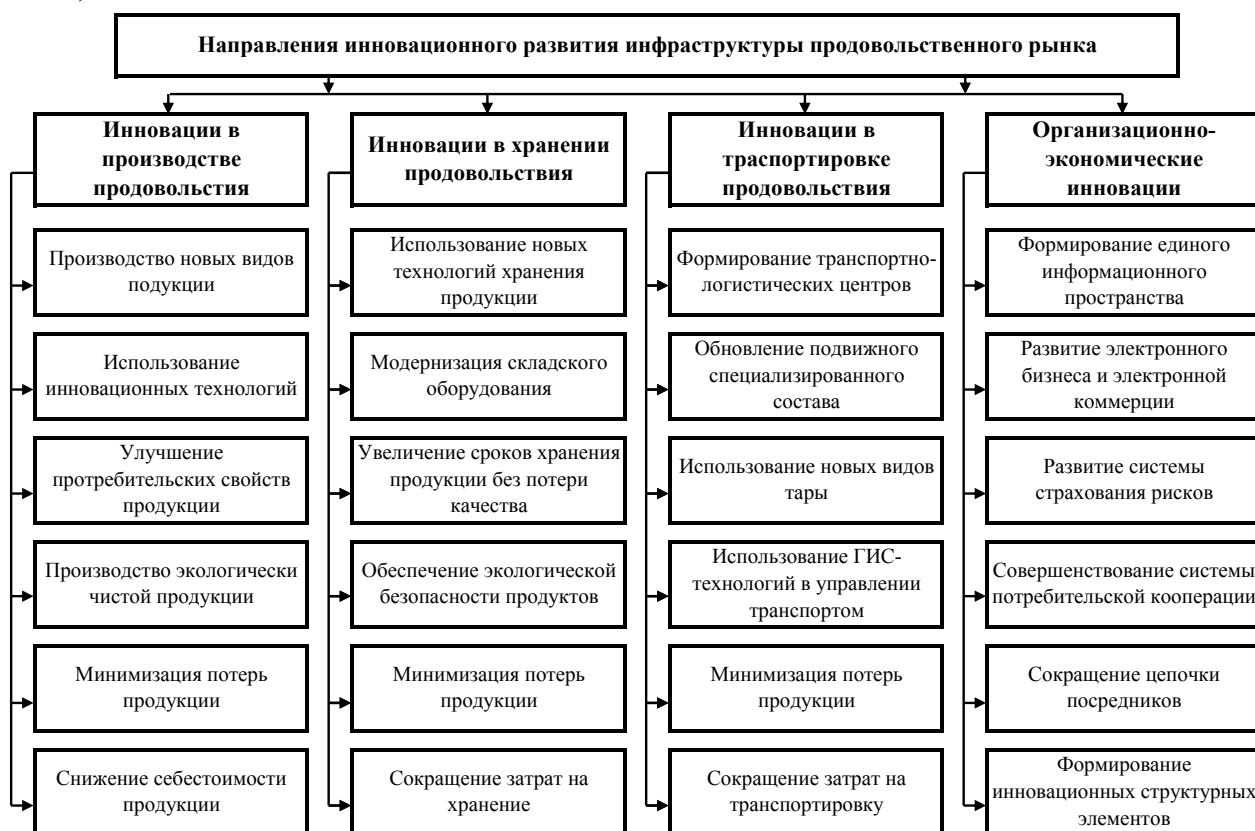 Направления инновационного развития инфраструктуры продовольственного рынка
Инновации в
производстве
продовольстия
Производство новых видов
подукции
Использование
инновационных технологий
Улучшение
протребительских свойств
продукции
Производство экологически
чистой продукции
Минимизация потерь
продукции
Снижение себестоимости
продукции
Инновации в хранении
продовольствия
Использование новых
технологий хранения
продукции
Модернизация складского
оборудования
Увеличение сроков хранения
продукции без потери
качества
Обеспечение экологической
безопасности продуктов
Минимизация потерь
продукции
Сокращение затрат на
хранение
Инновации в
траспортировке
продовольствия
Формирование транспортно-
логистических центров
Обновление подвижного
специализированного
состава
Использование новых видов
тары
Использование ГИС-
технологий в управлении
транспортом
Минимизация потерь
продукции
Сокращение затрат на
транспортировку
Организационно-
экономические
инновации
Формирование единого
информационного
пространства
Развитие электронного
бизнеса и электронной
коммерции
Развитие системы
страхования рисков
Совершенствование системы
потребительской кооперации
Сокращение цепочки
посредников
Формирование
инновационных структурных
элементов